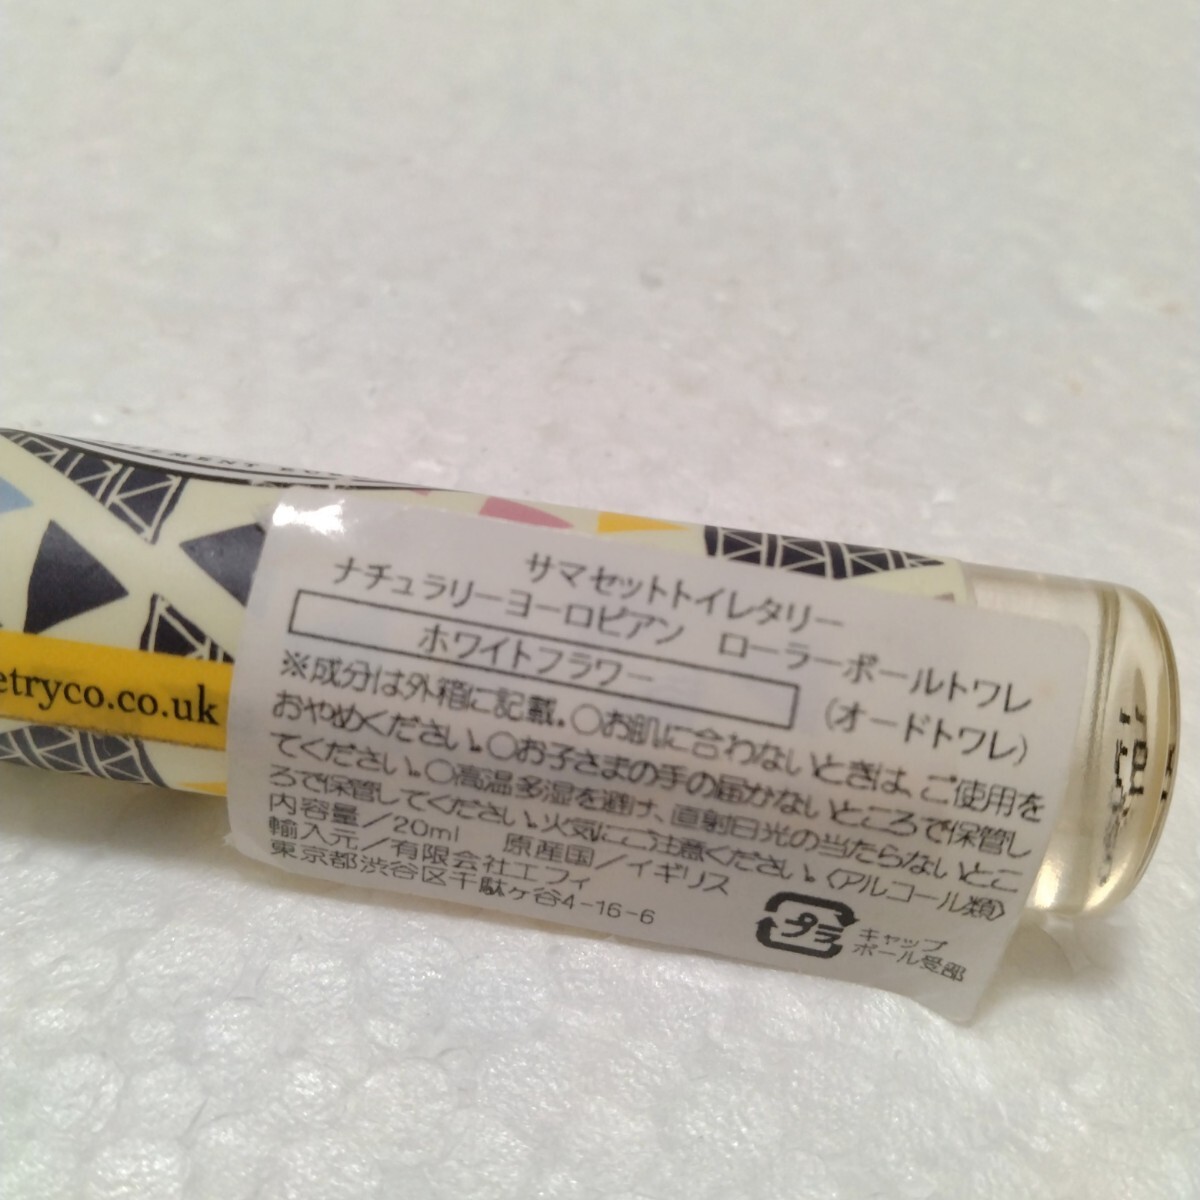 サマセットトイレタリー
ナチュラリーヨーロピアン ローラーボールトワレ
ホワイトフラワー (オードトワレ)
※成分は外箱に記載。○お肌に合わないときは、ご使用を
おやめください。○お子さまの手の届かないところで保管し
てください。○高温多湿を避け、直射日光の当たらないとこ
ろで保管してください。火気にご注意ください。〈アルコール類〉
内容量/20ml 原産国/イギリス
輸入元/有限会社エフィ
東京都渋谷区千駄ヶ谷4-16-6
プラ キャップ
ボール受部
etryco.co.uk